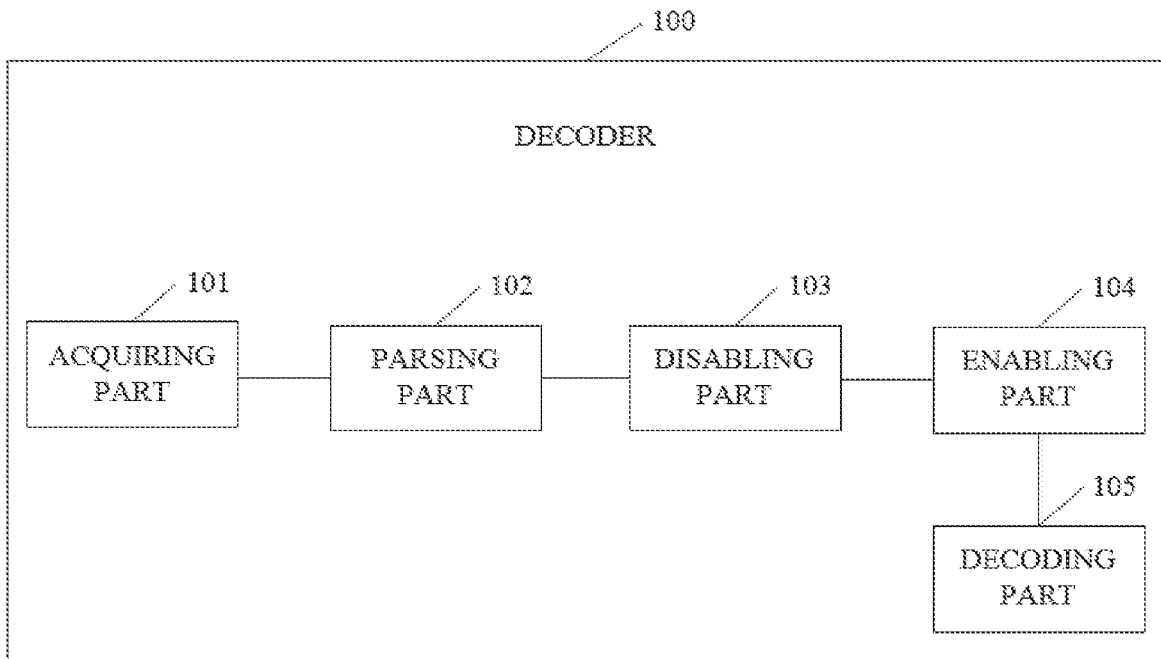 100
DECODER
101
102
103
104
ACQUIRING
PART
PARSING
PART
DISABLING
PART
ENABLING
PART
105
DECODING
PART